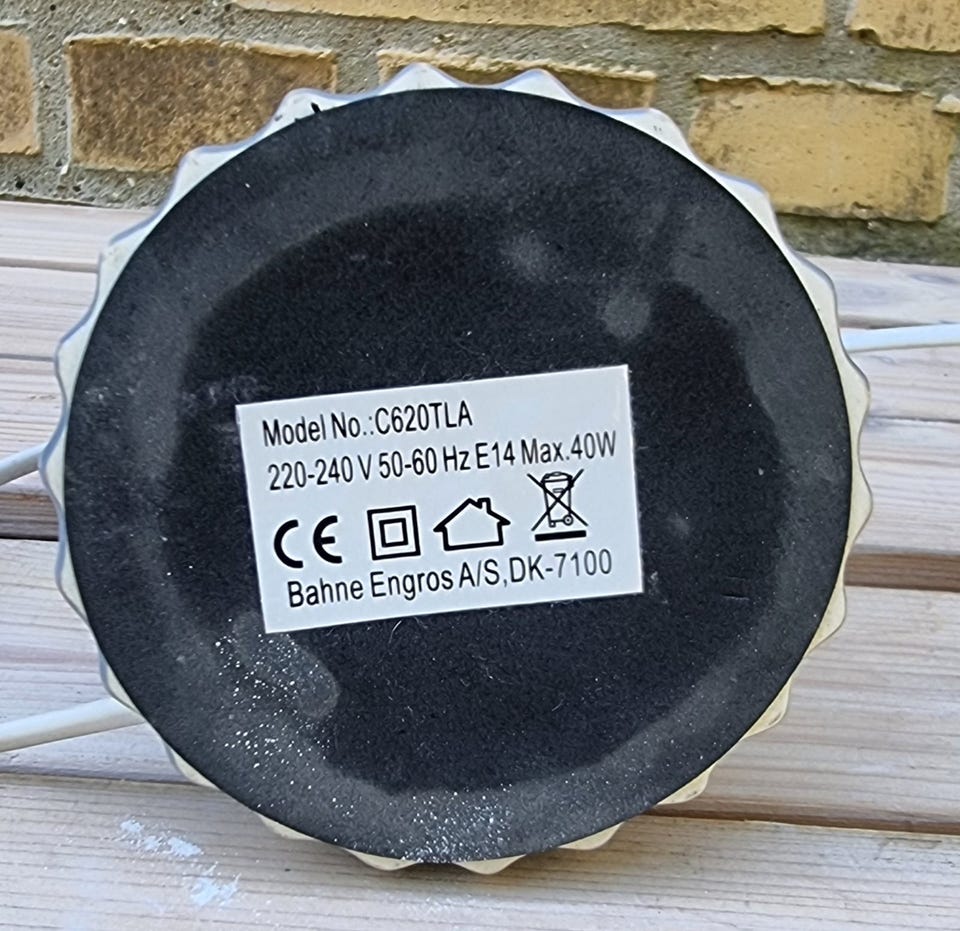 Model No.:C620TLA
220-240 V 50-60 Hz E14 Max.40W
CE
Bahne Engros A/S,DK-7100